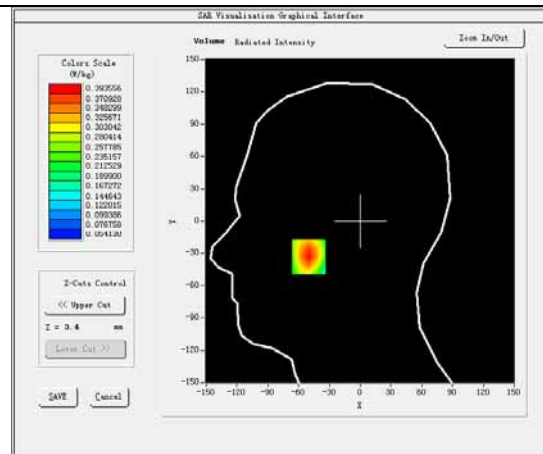 SAR Visualisation Graphical Interface
Volume Radiated Intensity
Zoom In/Out
Colors Scale
(W/kg)
0.393556
0.370928
0.348299
0.325671
0.303042
0.280414
0.257785
0.235157
0.212529
0.189900
0.167272
0.144643
0.122015
0.099386
0.076758
0.054130
Z-Cuts Control
<< Upper Cut
Z = 3.4 mm
Lower Cut >>
SAVE Cancel
150
120
90
60
30
0
-30
-60
-90
-120
-150
Y
-150 -120 -90 -60 -30 0 30 60 90 120 150
X